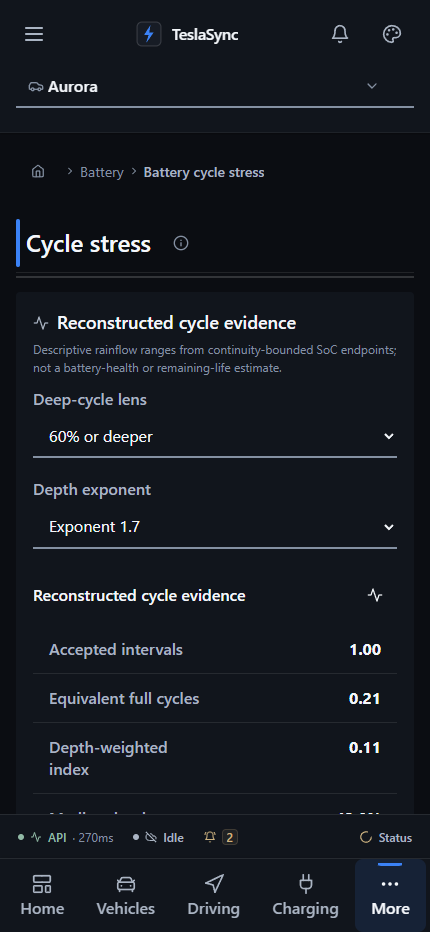 TeslaSync
Aurora
Battery
Battery cycle stress
Cycle stress
Reconstructed cycle evidence
Descriptive rainflow ranges from continuity-bounded SoC endpoints;
not a battery-health or remaining-life estimate.
Deep-cycle lens
60% or deeper
Depth exponent
Exponent 1.7
Reconstructed cycle evidence
Accepted intervals 1.00
Equivalent full cycles 0.21
Depth-weighted
index 0.11
API · 270ms Idle 2 Status
Home Vehicles Driving Charging More